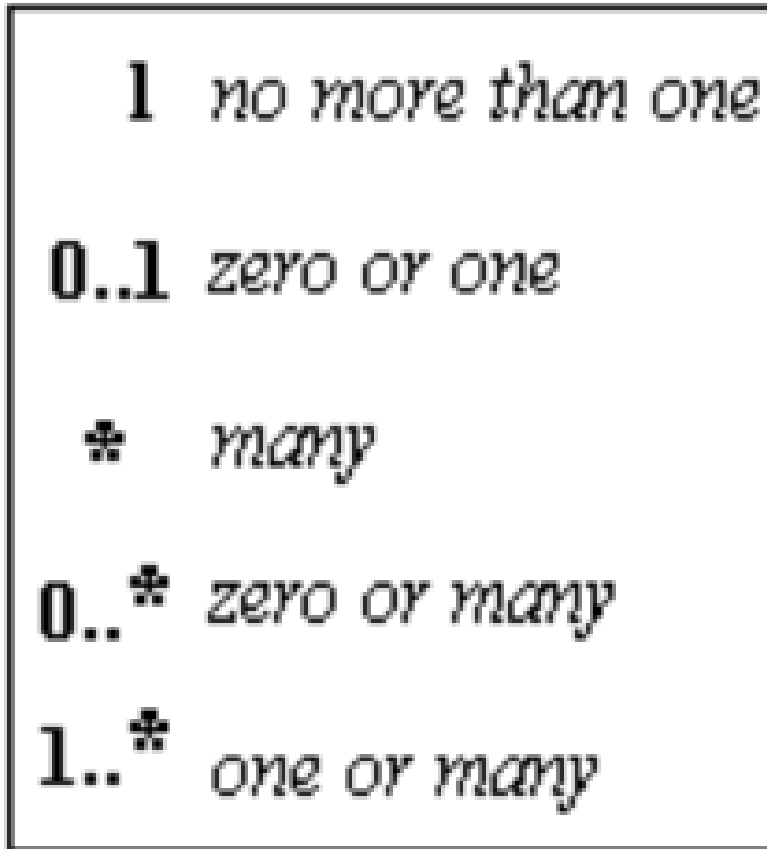 1 no more than one
0..1 zero or one
* many
0..* zero or many
1..* one or many